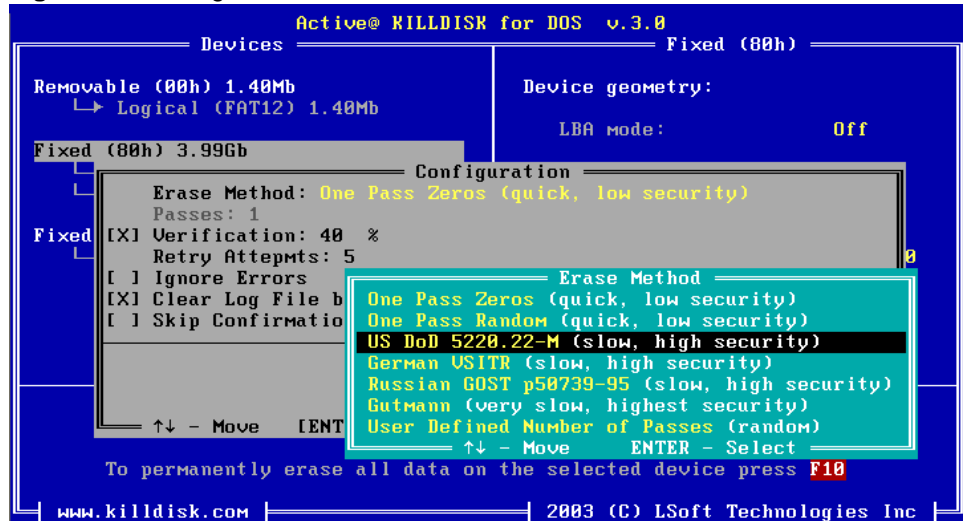 Active@ KILLDISK for DOS v.3.0
Devices
Fixed (80h)
Removable (00h) 1.40Mb
Logical (FAT12) 1.40Mb
Device geometry:
LBA mode: Off
Fixed (80h) 3.99Gb
Configuration
Erase Method: One Pass Zeros (quick, low security)
Passes: 1
Fixed
[X] Verification: 40 %
Retry Attepmts: 5
0
[ ] Ignore Errors
[X] Clear Log File b
[ ] Skip Confirmatio
↑↓ - Move [ENT
Erase Method
One Pass Zeros (quick, low security)
One Pass Random (quick, low security)
US DoD 5220.22-M (slow, high security)
German VSITR (slow, high security)
Russian GOST p50739-95 (slow, high security)
Gutmann (very slow, highest security)
User Defined Number of Passes (random)
↑↓ - Move ENTER - Select
To permanently erase all data on the selected device press F10
www.killdisk.com
2003 (C) LSoft Technologies Inc